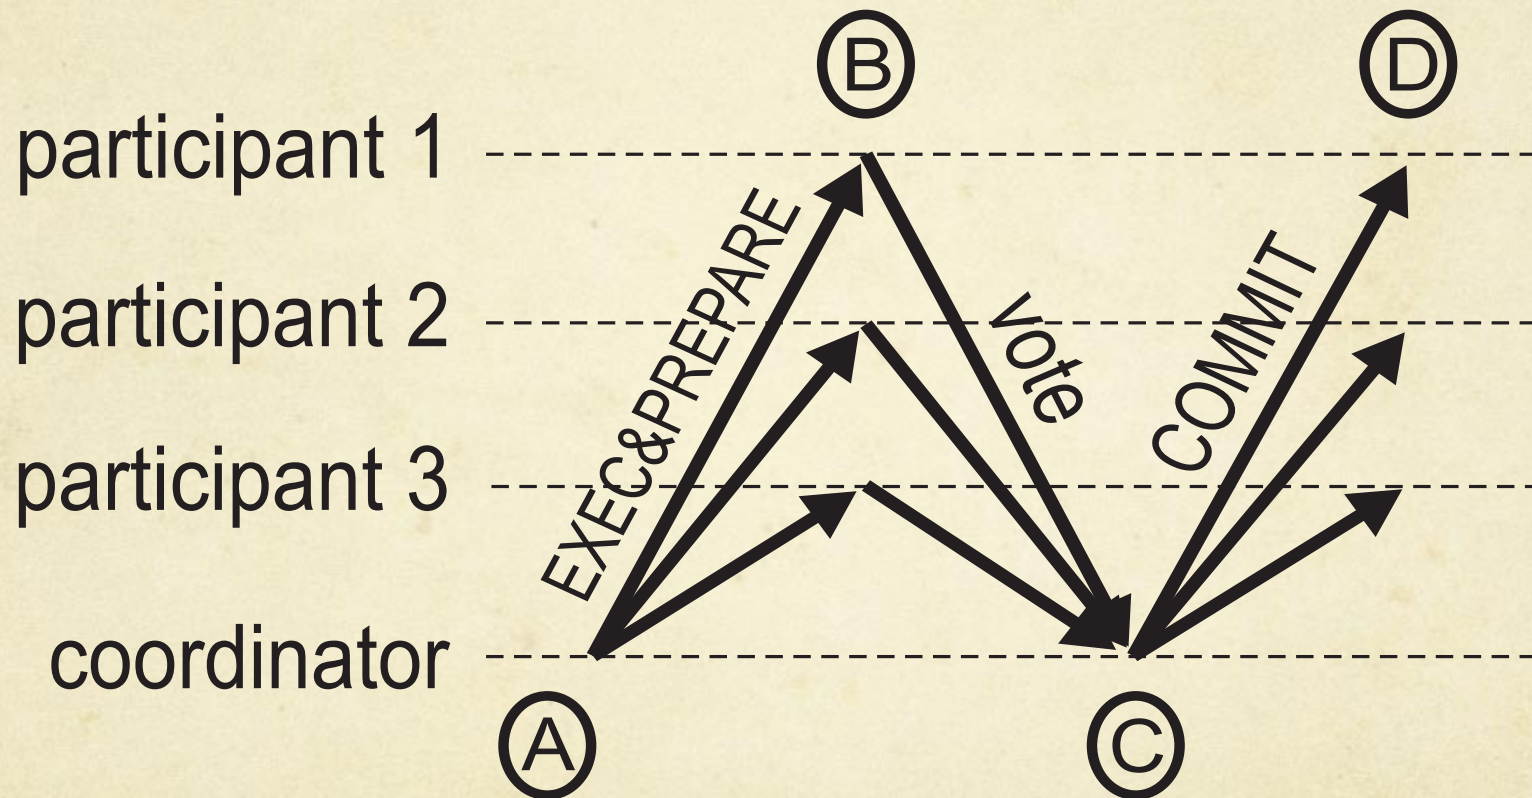 B
D
participant 1
EXEC&PREPARE
participant 2
vote
COMMIT
participant 3
coordinator
A
C